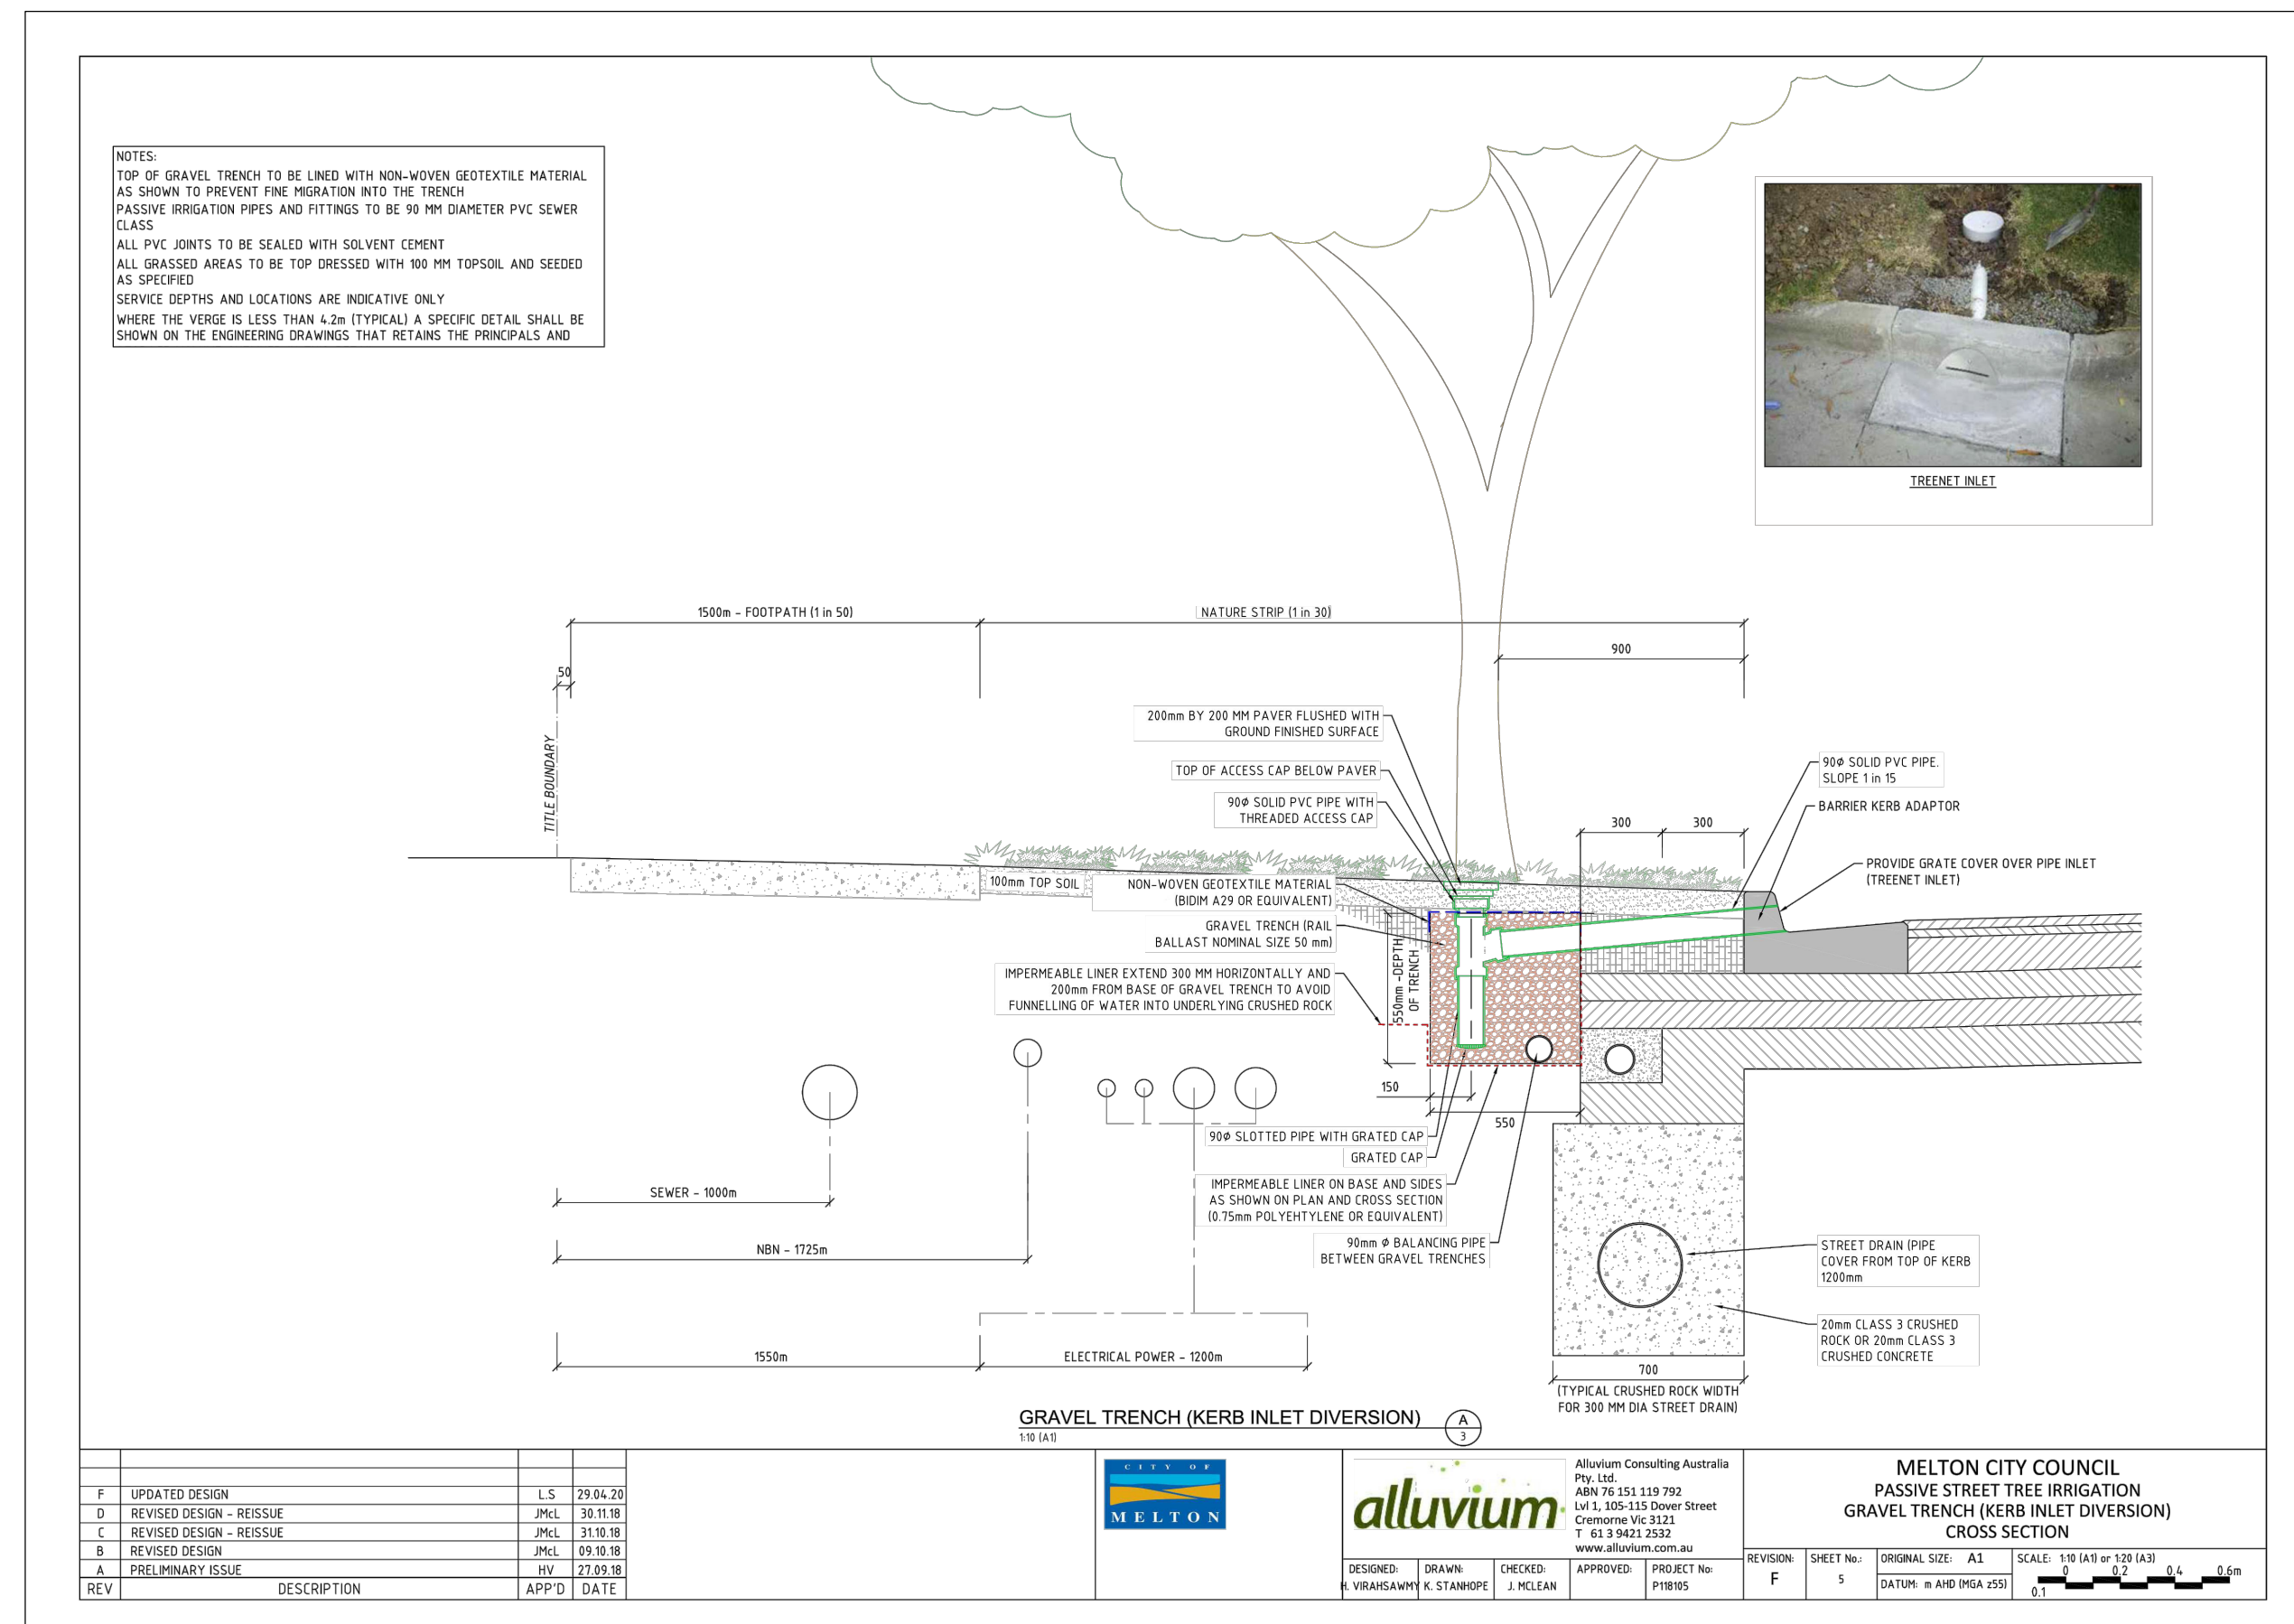 NOTES:
TOP OF GRAVEL TRENCH TO BE LINED WITH NON-WOVEN GEOTEXTILE MATERIAL
AS SHOWN TO PREVENT FINE MIGRATION INTO THE TRENCH
PASSIVE IRRIGATION PIPES AND FITTINGS TO BE 90 MM DIAMETER PVC SEWER
CLASS
ALL PVC JOINTS TO BE SEALED WITH SOLVENT CEMENT
ALL GRASSED AREAS TO BE TOP DRESSED WITH 100 MM TOPSOIL AND SEEDED
AS SPECIFIED
SERVICE DEPTHS AND LOCATIONS ARE INDICATIVE ONLY
WHERE THE VERGE IS LESS THAN 4.2m (TYPICAL) A SPECIFIC DETAIL SHALL BE
SHOWN ON THE ENGINEERING DRAWINGS THAT RETAINS THE PRINCIPALS AND
TREENET INLET
1500m - FOOTPATH (1 in 50)
NATURE STRIP (1 in 30)
900
50
TITLE BOUNDARY
200mm BY 200 MM PAVER FLUSHED WITH
GROUND FINISHED SURFACE
TOP OF ACCESS CAP BELOW PAVER
90ϕ SOLID PVC PIPE WITH
THREADED ACCESS CAP
90ϕ SOLID PVC PIPE.
SLOPE 1 in 15
BARRIER KERB ADAPTOR
300
300
PROVIDE GRATE COVER OVER PIPE INLET
(TREENET INLET)
100mm TOP SOIL
NON-WOVEN GEOTEXTILE MATERIAL
(BIDIM A29 OR EQUIVALENT)
GRAVEL TRENCH (RAIL
BALLAST NOMINAL SIZE 50 mm)
IMPERMEABLE LINER EXTEND 300 MM HORIZONTALLY AND
200mm FROM BASE OF GRAVEL TRENCH TO AVOID
FUNNELLING OF WATER INTO UNDERLYING CRUSHED ROCK
550mm -DEPTH
OF TRENCH
150
550
90ϕ SLOTTED PIPE WITH GRATED CAP
GRATED CAP
IMPERMEABLE LINER ON BASE AND SIDES
AS SHOWN ON PLAN AND CROSS SECTION
(0.75mm POLYEHTYLENE OR EQUIVALENT)
90mm ϕ BALANCING PIPE
BETWEEN GRAVEL TRENCHES
SEWER - 1000m
NBN - 1725m
1550m
ELECTRICAL POWER - 1200m
STREET DRAIN (PIPE
COVER FROM TOP OF KERB
1200mm
20mm CLASS 3 CRUSHED
ROCK OR 20mm CLASS 3
CRUSHED CONCRETE
700
(TYPICAL CRUSHED ROCK WIDTH
FOR 300 MM DIA STREET DRAIN)
GRAVEL TRENCH (KERB INLET DIVERSION)
1:10 (A1)
A
3
F UPDATED DESIGN L.S 29.04.20
D REVISED DESIGN - REISSUE JMcL 30.11.18
C REVISED DESIGN - REISSUE JMcL 31.10.18
B REVISED DESIGN JMcL 09.10.18
A PRELIMINARY ISSUE HV 27.09.18
REV DESCRIPTION APP'D DATE
CITY OF
MELTON
alluvium
Alluvium Consulting Australia
Pty. Ltd.
ABN 76 151 119 792
Lvl 1, 105-115 Dover Street
Cremorne Vic 3121
T 61 3 9421 2532
www.alluvium.com.au
DESIGNED:
H. VIRAHSAWMY
DRAWN:
K. STANHOPE
CHECKED:
J. MCLEAN
APPROVED:
PROJECT No:
P118105
MELTON CITY COUNCIL
PASSIVE STREET TREE IRRIGATION
GRAVEL TRENCH (KERB INLET DIVERSION)
CROSS SECTION
REVISION:
F
SHEET No.:
5
ORIGINAL SIZE: A1
DATUM: m AHD (MGA z55)
SCALE: 1:10 (A1) or 1:20 (A3)
0 0.2 0.4 0.6m
0.1